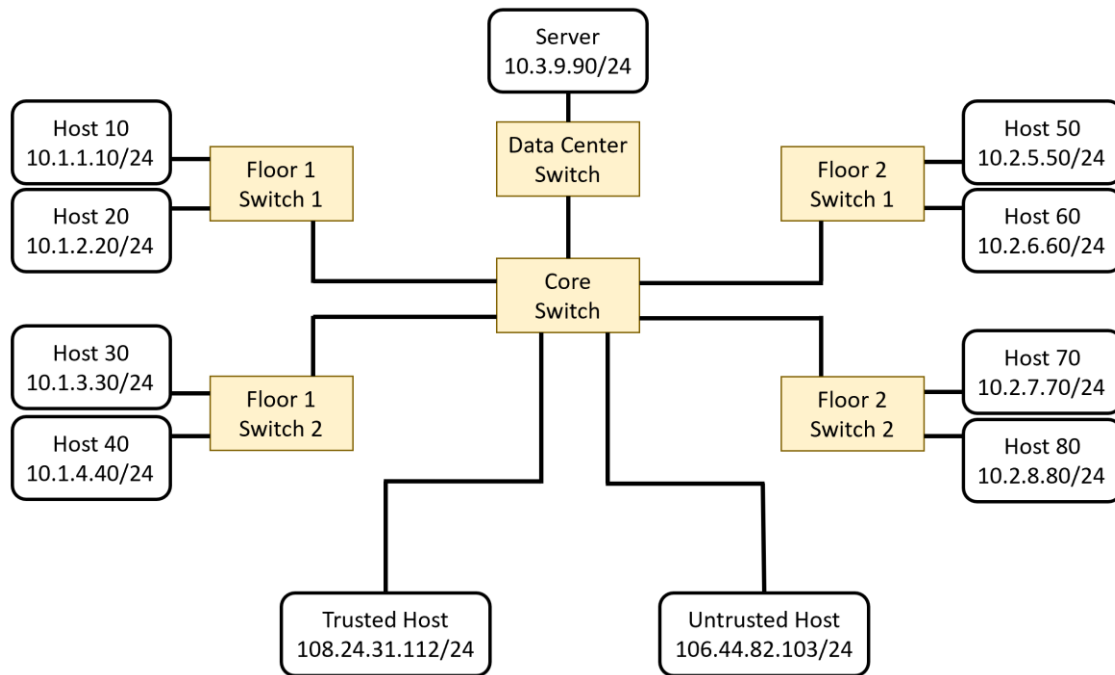 Server
10.3.9.90/24
Host 10
10.1.1.10/24
Host 20
10.1.2.20/24
Floor 1
Switch 1
Data Center
Switch
Floor 2
Switch 1
Host 50
10.2.5.50/24
Host 60
10.2.6.60/24
Core
Switch
Host 30
10.1.3.30/24
Host 40
10.1.4.40/24
Floor 1
Switch 2
Floor 2
Switch 2
Host 70
10.2.7.70/24
Host 80
10.2.8.80/24
Trusted Host
108.24.31.112/24
Untrusted Host
106.44.82.103/24